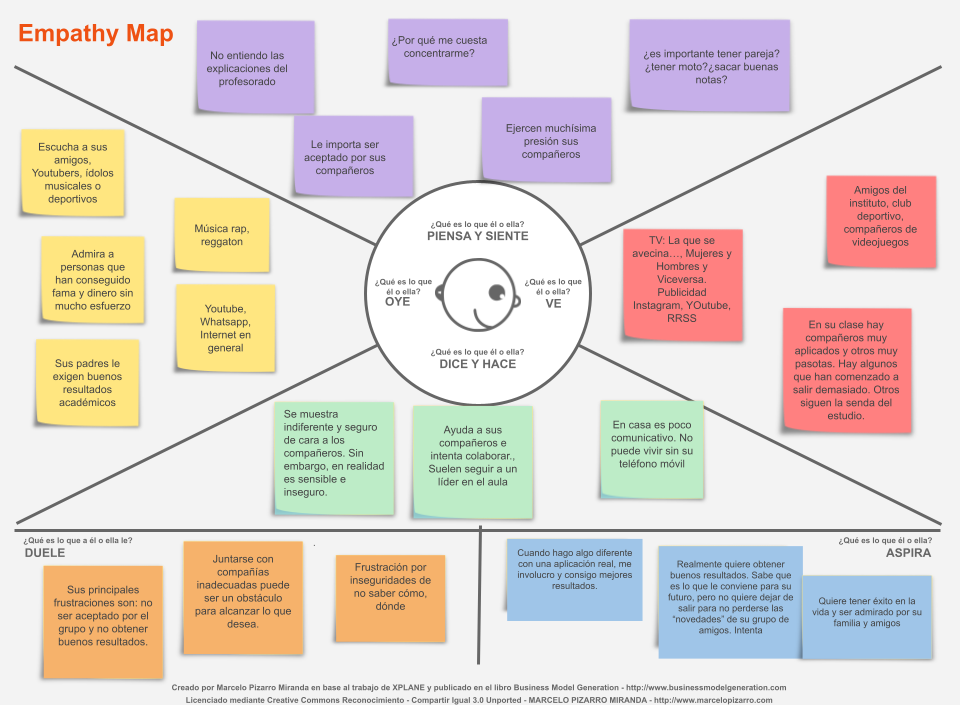 Empathy Map
No entiendo las
explicaciones del
profesorado
¿Por qué me cuesta
concentrarme?
¿es importante tener pareja?
¿tener moto?¿sacar buenas
notas?
Le importa ser
aceptado por sus
compañeros
Ejercen muchísima
presión sus
compañeros
Escucha a sus
amigos,
Youtubers, ídolos
musicales o
deportivos
Música rap,
reggaton
Admira a
personas que
han conseguido
fama y dinero sin
mucho esfuerzo
Youtube,
Whatsapp,
Internet en
general
Sus padres le
exigen buenos
resultados
académicos
¿Qué es lo que él o ella?
PIENSA Y SIENTE
¿Qué es lo que
él o ella?
OYE
¿Qué es lo que
él o ella?
VE
¿Qué es lo que él o ella?
DICE Y HACE
Amigos del
instituto, club
deportivo,
compañeros de
videojuegos
TV: La que se
avecina…, Mujeres y
Hombres y
Viceversa.
Publicidad
Instagram, YOutube,
RRSS
En su clase hay
compañeros muy
aplicados y otros muy
pasotas. Hay algunos
que han comenzado a
salir demasiado. Otros
siguen la senda del
estudio.
Se muestra
indiferente y seguro
de cara a los
compañeros. Sin
embargo, en realidad
es sensible e
inseguro.
Ayuda a sus
compañeros e
intenta colaborar.,
Suelen seguir a un
líder en el aula
En casa es poco
comunicativo. No
puede vivir sin su
teléfono móvil
¿Qué es lo que a él o ella le?
DUELE
Sus principales
frustraciones son: no
ser aceptado por el
grupo y no obtener
buenos resultados.
Juntarse con
compañías
inadecuadas puede
ser un obstáculo
para alcanzar lo que
desea.
.
Frustración por
inseguridades de
no saber cómo,
dónde
¿Qué es lo que él o ella?
ASPIRA
Cuando hago algo diferente
con una aplicación real, me
involucro y consigo mejores
resultados.
Realmente quiere obtener
buenos resultados. Sabe que
es lo que le conviene para su
futuro, pero no quiere dejar de
salir para no perderse las
“novedades” de su grupo de
amigos. Intenta
Quiere tener éxito en la
vida y ser admirado por su
familia y amigos
Creado por Marcelo Pizarro Miranda en base al trabajo de XPLANE y publicado en el libro Business Model Generation - http://www.businessmodelgeneration.com
Licenciado mediante Creative Commons Reconocimiento - Compartir Igual 3.0 Unported - MARCELO PIZARRO MIRANDA - http://www.marcelopizarro.com